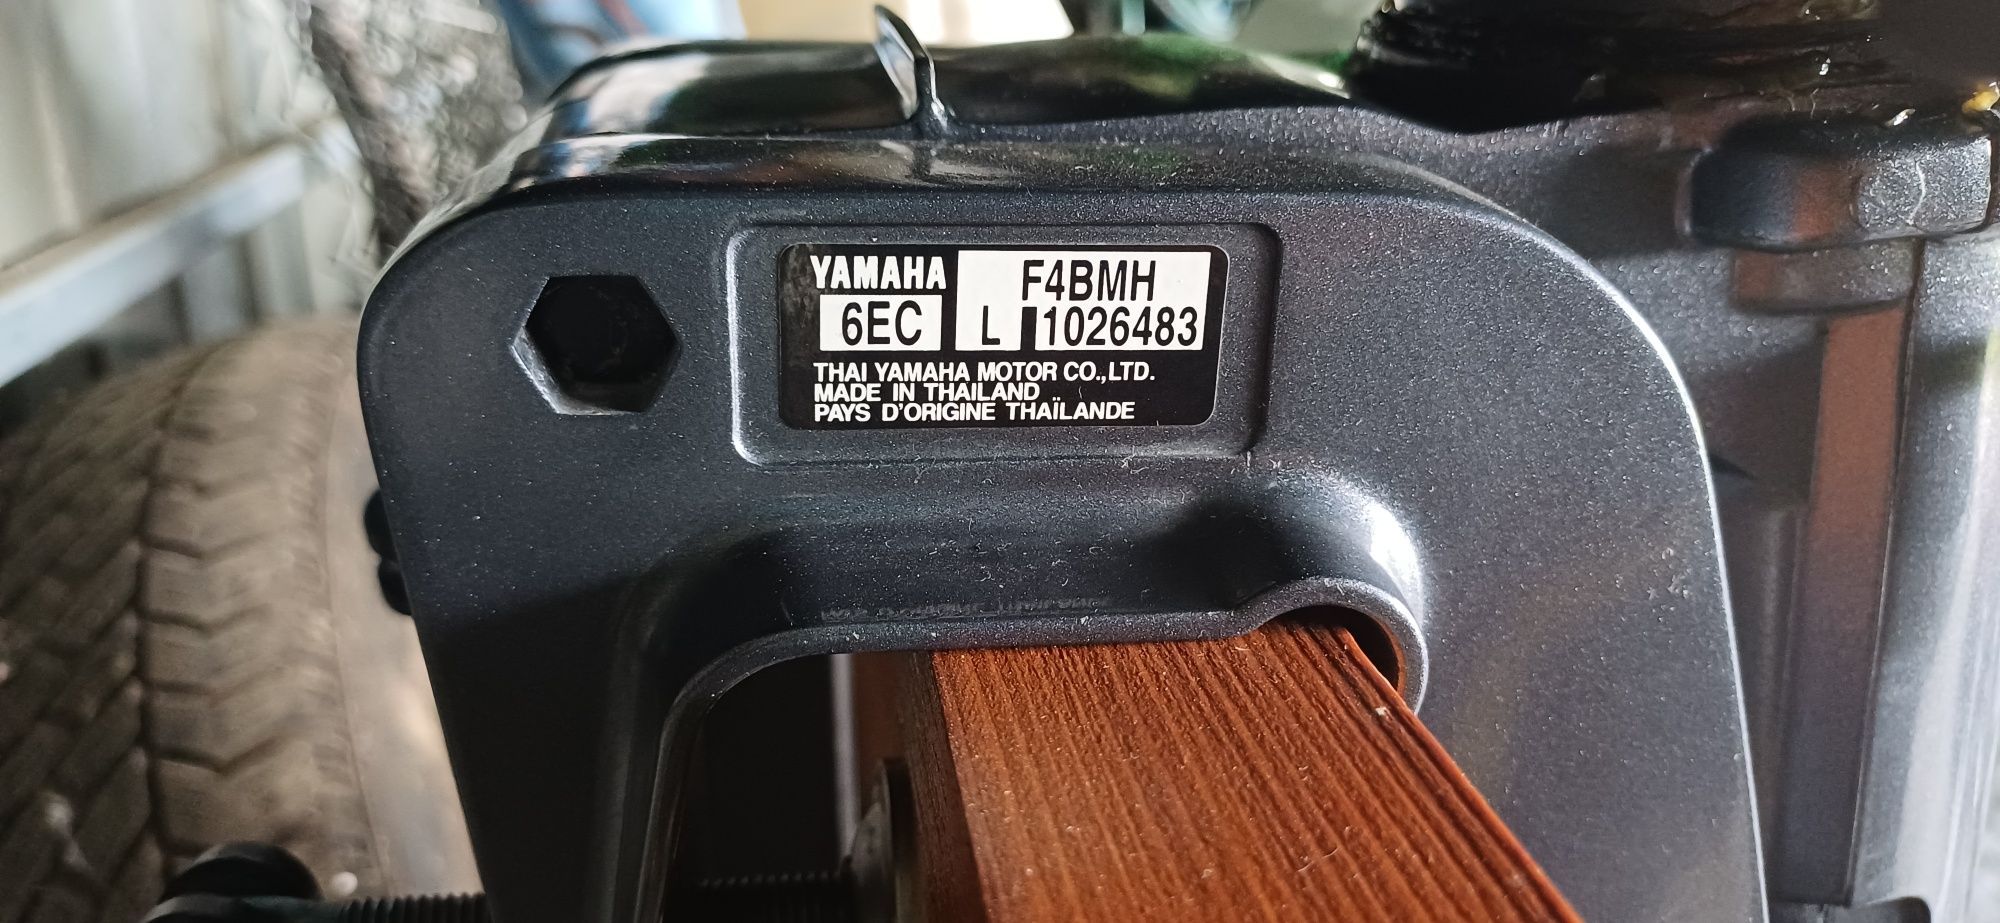 YAMAHA F4BMH
6EC L 1026483
THAI YAMAHA MOTOR CO.,LTD.
MADE IN THAILAND
PAYS D'ORIGINE THAÏLANDE